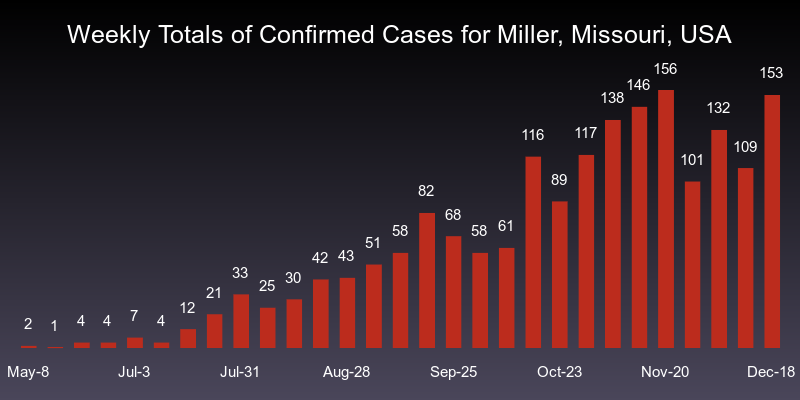 Weekly Totals of Confirmed Cases for Miller, Missouri, USA
2 1 4 4 7 4 12 21 33 25 30 42 43 51 58 82 68 58 61 116 89 117 138 146 156 101 132 109 153
May-8 Jul-3 Jul-31 Aug-28 Sep-25 Oct-23 Nov-20 Dec-18